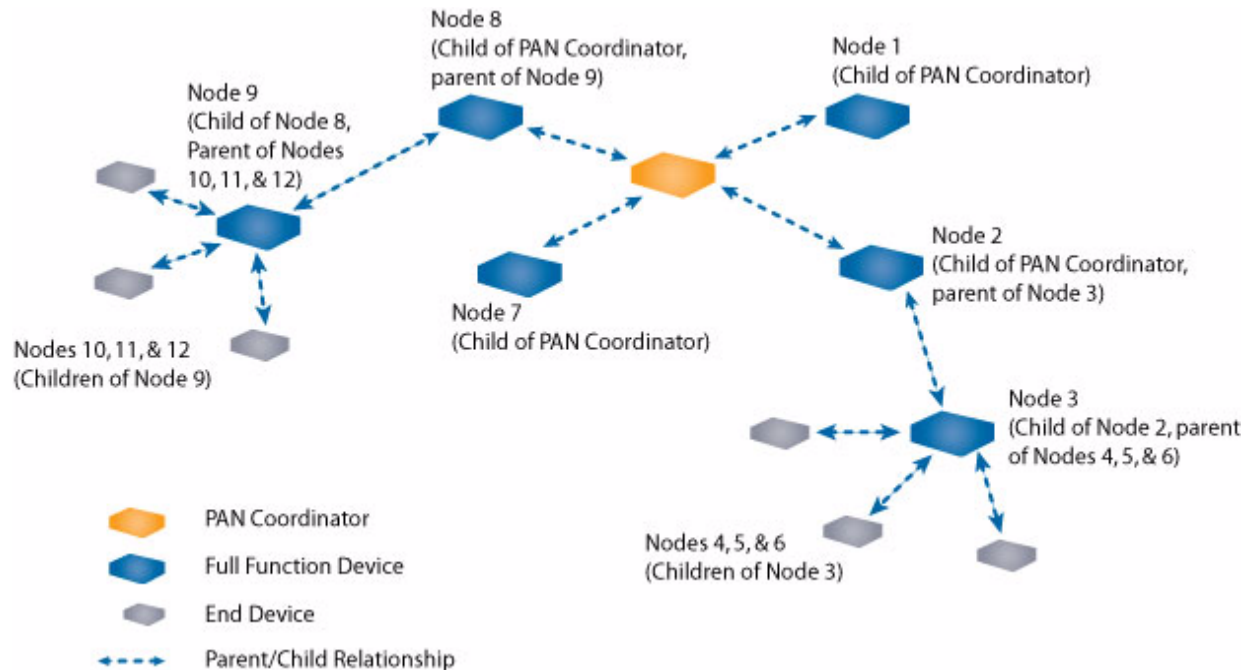 Node 8
(Child of PAN Coordinator,
parent of Node 9)
Node 1
(Child of PAN Coordinator)
Node 9
(Child of Node 8,
Parent of Nodes
10, 11, & 12)
Node 2
(Child of PAN Coordinator,
parent of Node 3)
Node 7
(Child of PAN Coordinator)
Nodes 10, 11, & 12
(Children of Node 9)
Node 3
(Child of Node 2, parent
of Nodes 4, 5, & 6)
Nodes 4, 5, & 6
(Children of Node 3)
PAN Coordinator
Full Function Device
End Device
Parent/Child Relationship